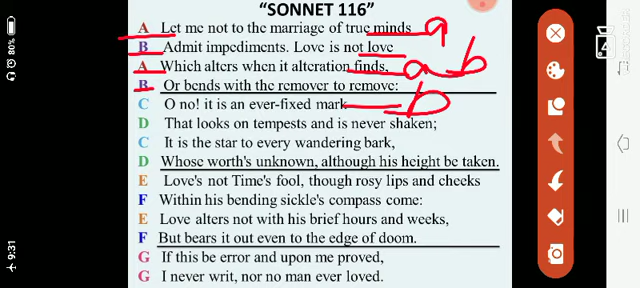 "SONNET 116"
A Let me not to the marriage of true minds a
B Admit impediments. Love is not love
A Which alters when it alteration finds, a b
B Or bends with the remover to remove:
C O no! it is an ever-fixed mark b
D That looks on tempests and is never shaken;
C It is the star to every wandering bark,
D Whose worth's unknown, although his height be taken.
E Love's not Time's fool, though rosy lips and cheeks
F Within his bending sickle's compass come:
E Love alters not with his brief hours and weeks,
F But bears it out even to the edge of doom.
G If this be error and upon me proved,
G I never writ, nor no man ever loved.
80%
9:31